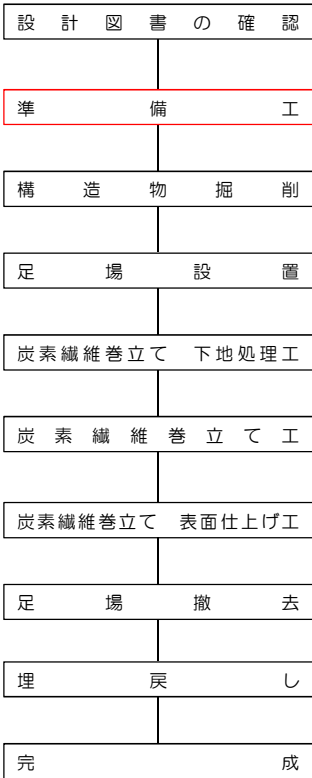 設計図書の確認
準備工
構造物掘削
足場設置
炭素繊維巻立て　下地処理工
炭素繊維巻立て工
炭素繊維巻立て　表面仕上げ工
足場撤去
埋戻し
完成